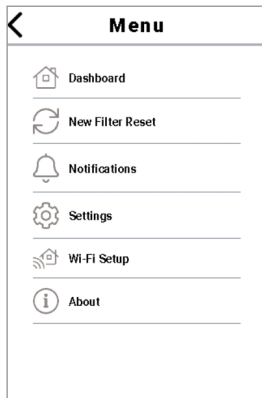 Menu
Dashboard
New Filter Reset
Notifications
Settings
Wi-Fi Setup
About